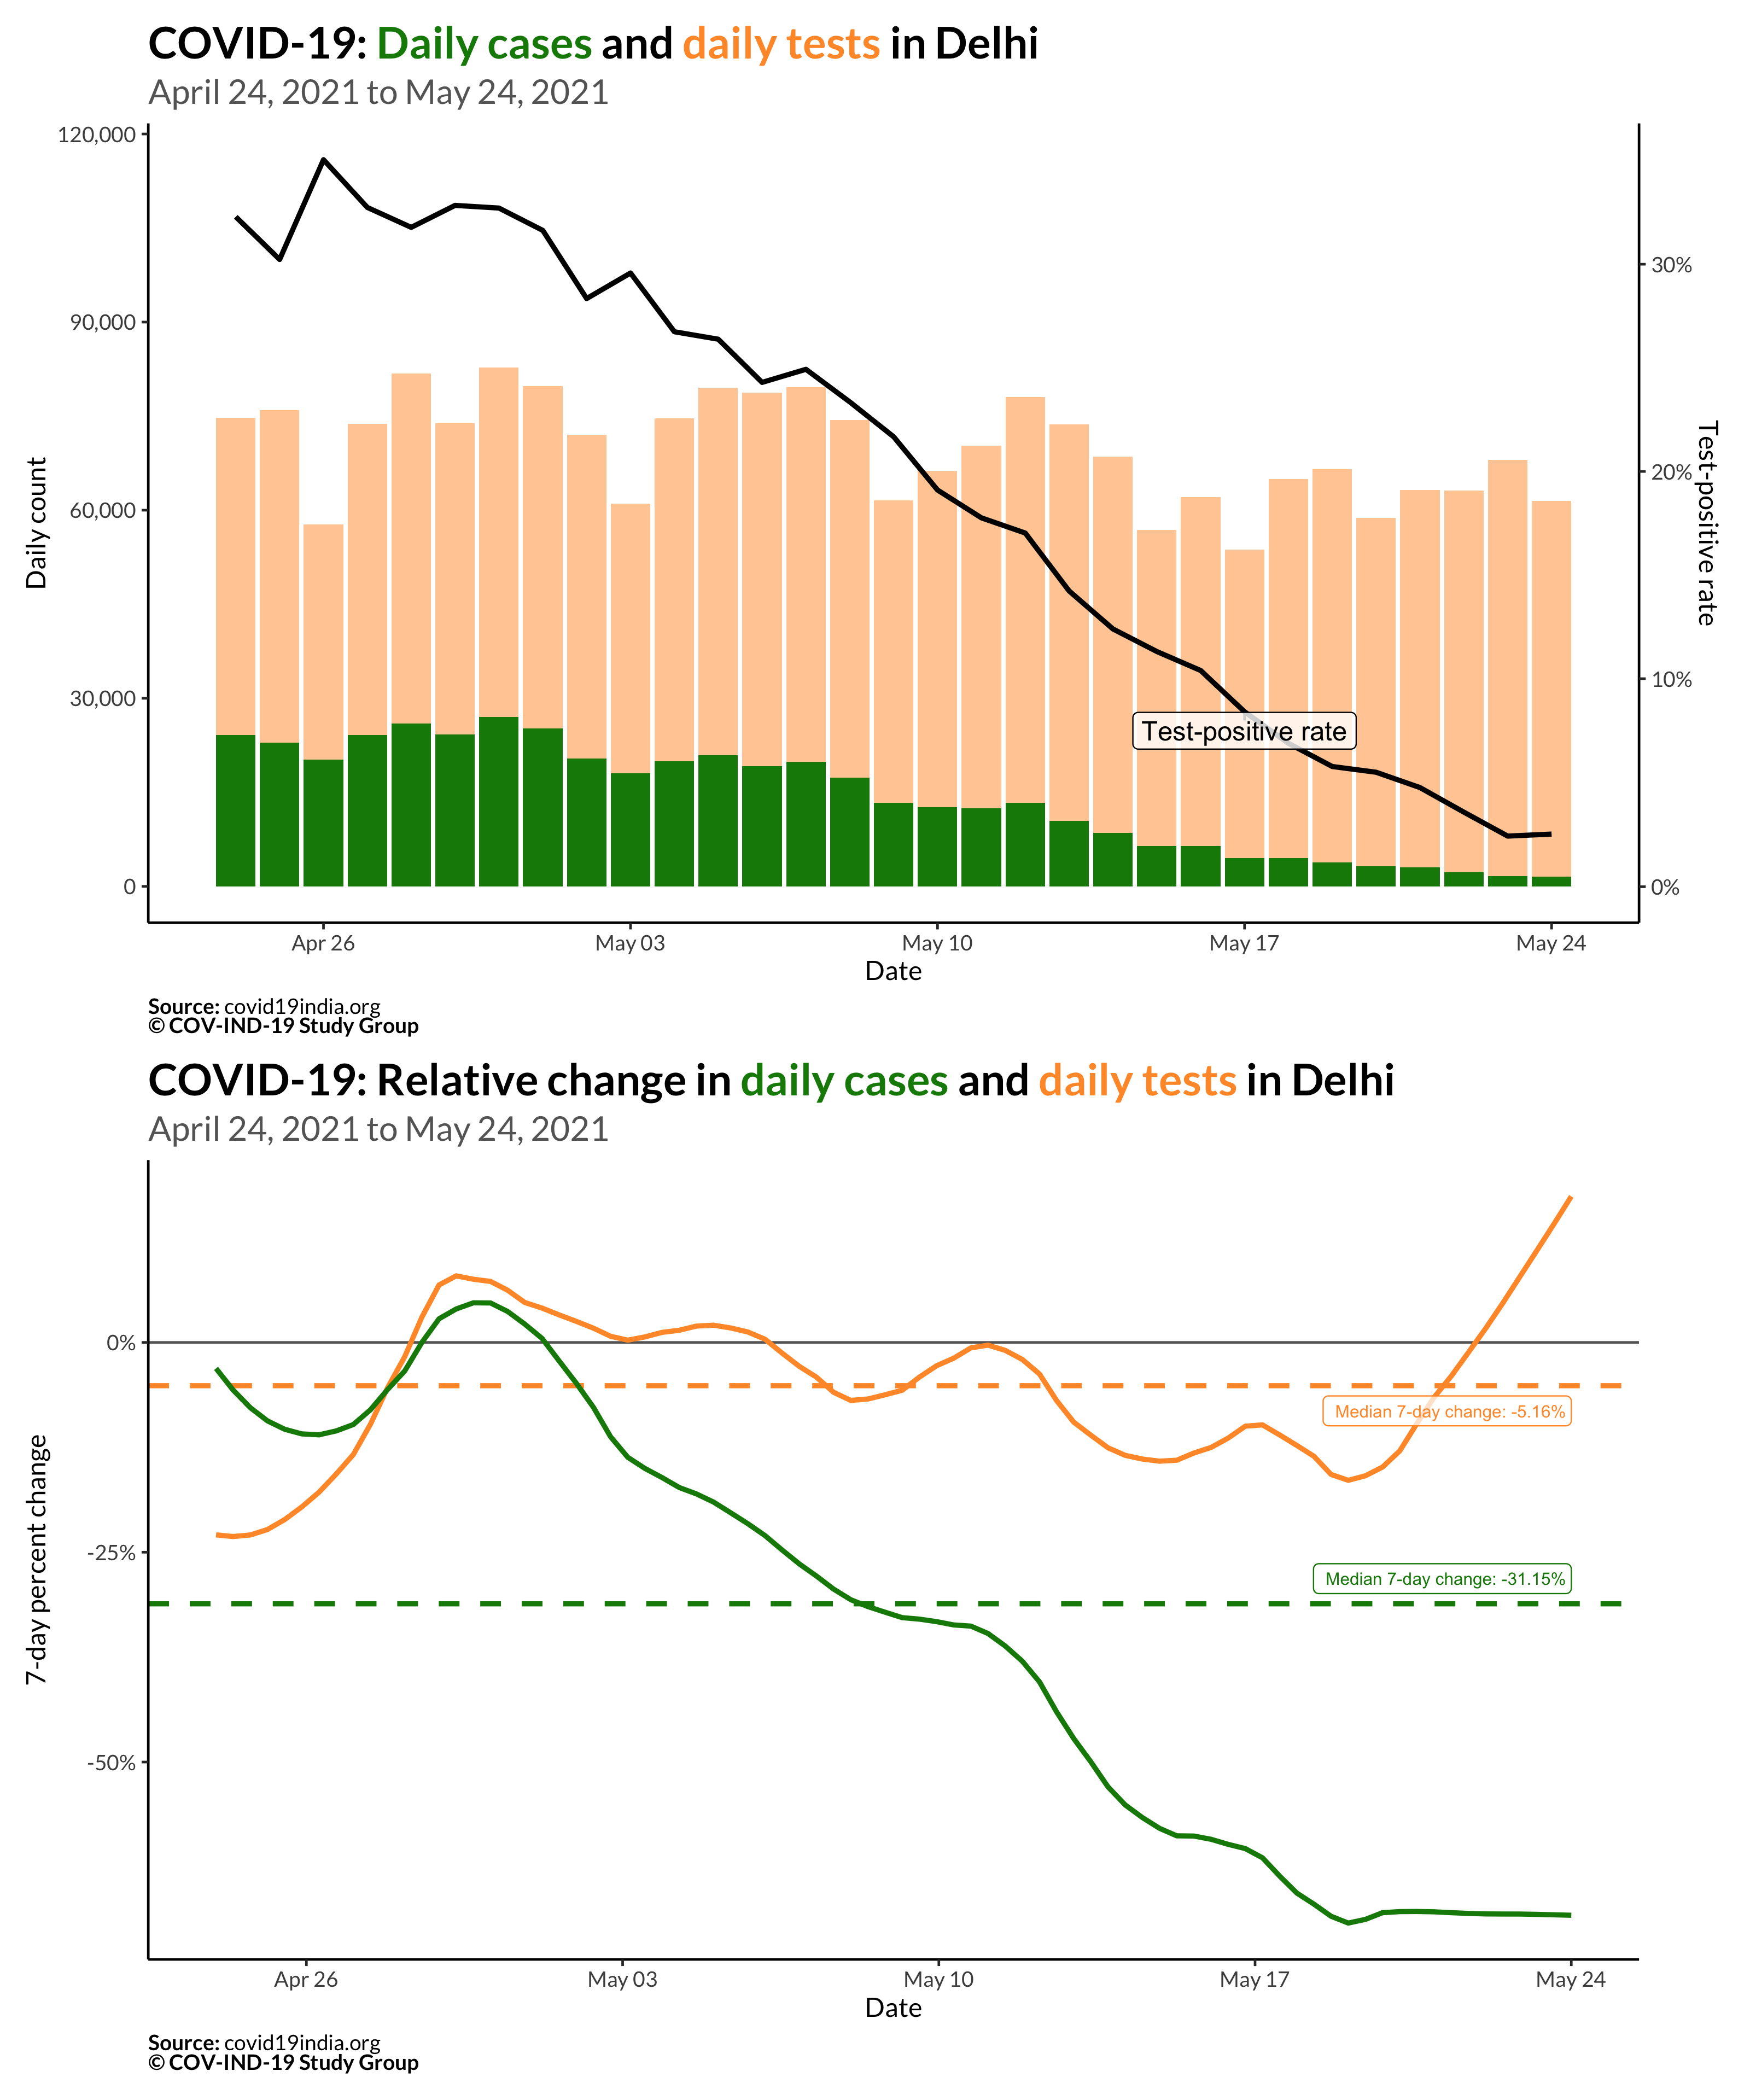 COVID-19: Daily cases and daily tests in Delhi
April 24, 2021 to May 24, 2021
120,000
90,000
60,000
30,000
0
Daily count
30%
20%
10%
0%
Test-positive rate
Test-positive rate
Apr 26
May 03
May 10
May 17
May 24
Date
Source: covid19india.org
© COV-IND-19 Study Group
COVID-19: Relative change in daily cases and daily tests in Delhi
April 24, 2021 to May 24, 2021
0%
-25%
-50%
7-day percent change
Median 7-day change: -5.16%
Median 7-day change: -31.15%
Apr 26
May 03
May 10
May 17
May 24
Date
Source: covid19india.org
© COV-IND-19 Study Group